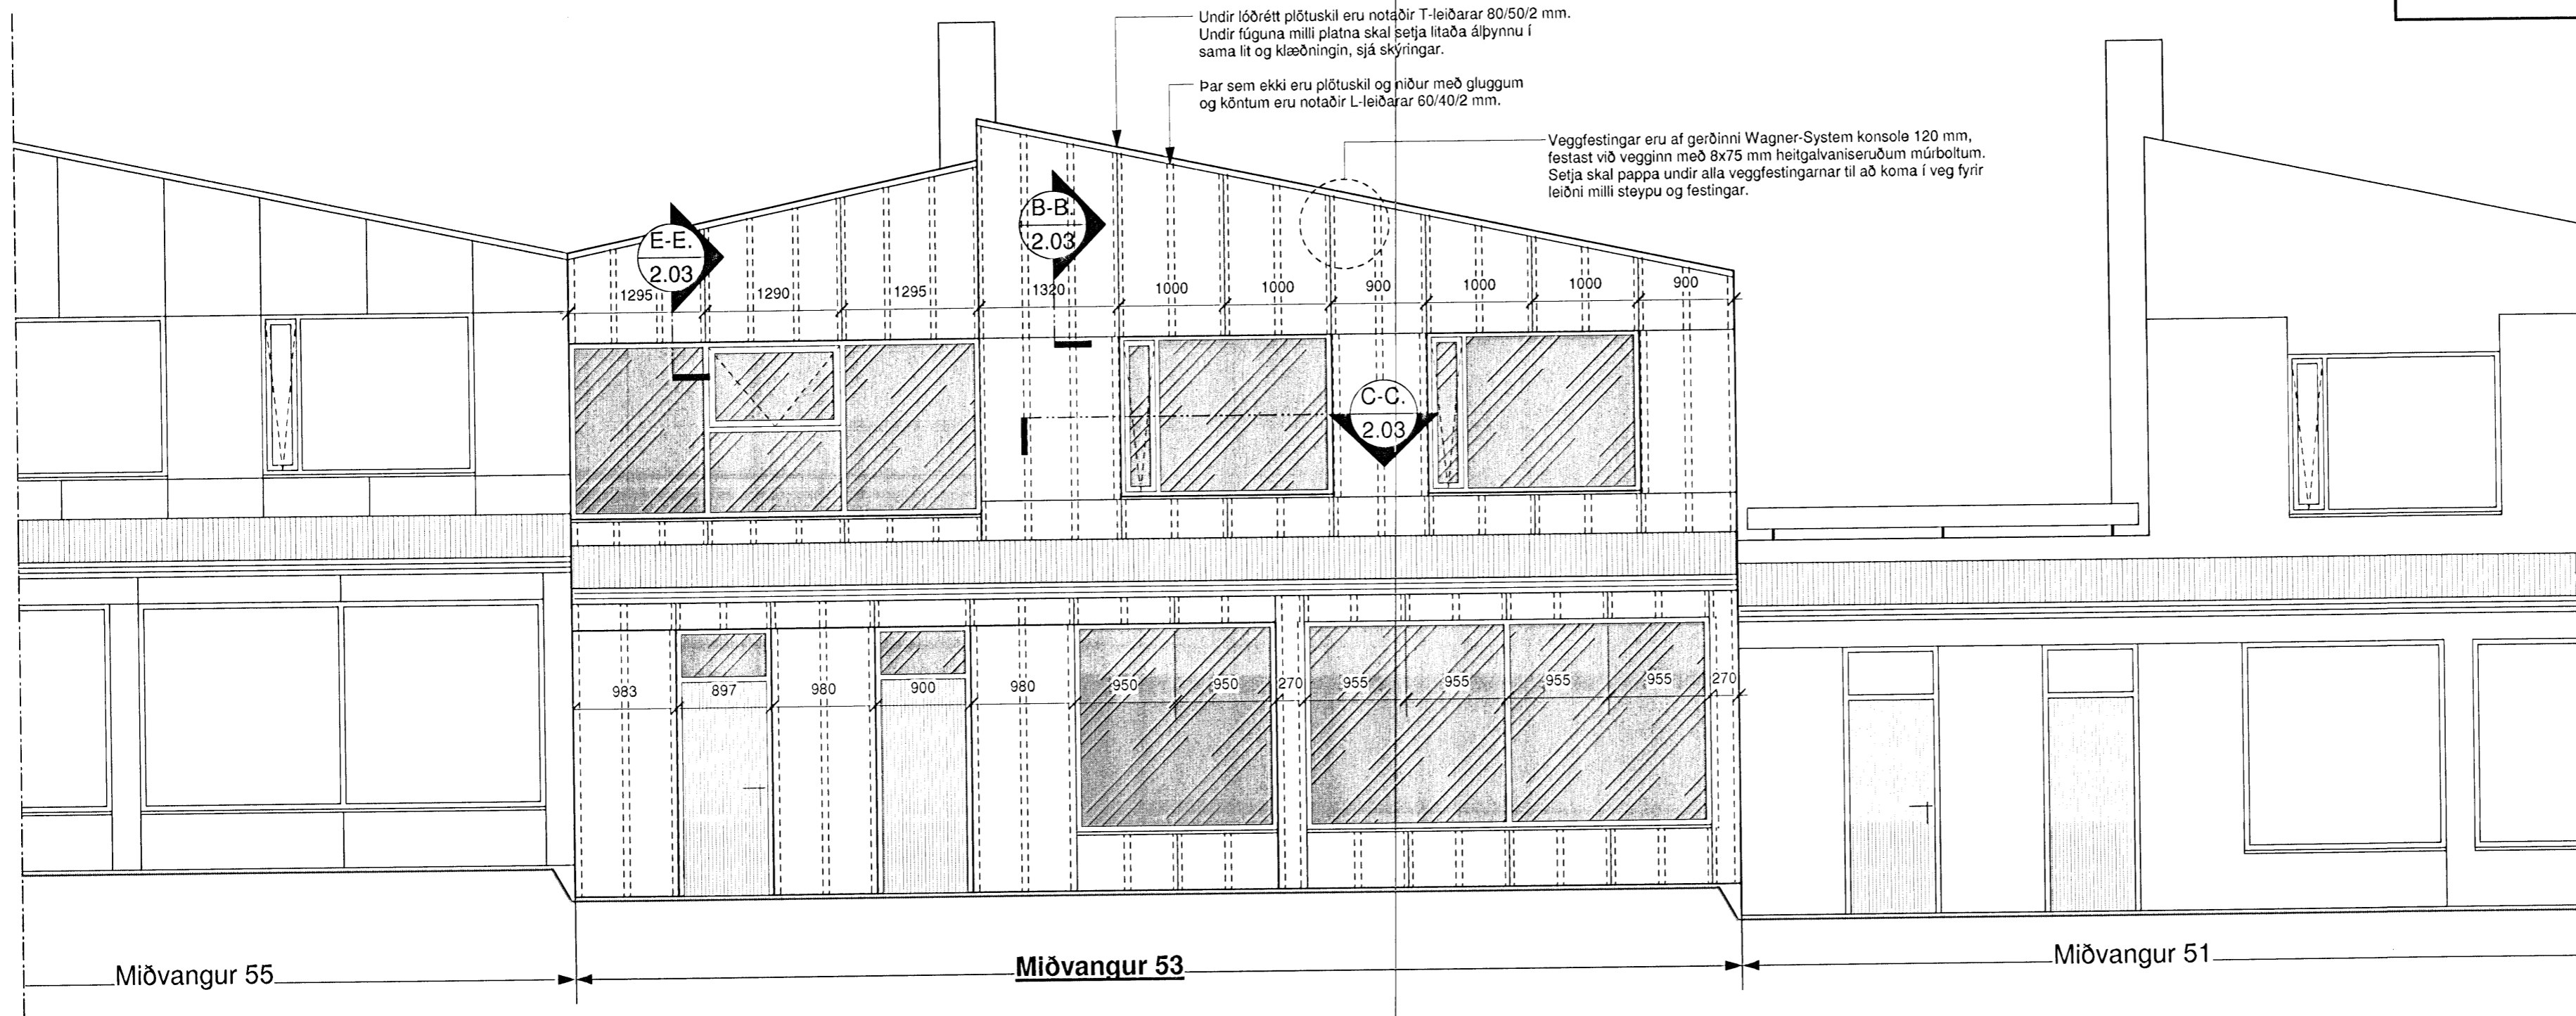 Undir lóðrétt plötuskil eru notaðir T-leiðarar 80/50/2 mm.
Undir fúguna milli platna skal setja litaða álþynnu í
sama lit og klæðningin, sjá skýringar.
Þar sem ekki eru plötuskil og niður með gluggum
og köntum eru notaðir L-leiðarar 60/40/2 mm.
Veggfestingar eru af gerðinni Wagner-System konsole 120 mm,
festast við vegginn með 8x75 mm heitgalvaniseruðum múrboltum.
Setja skal pappa undir alla veggfestingarnar til að koma í veg fyrir
leiðni milli steypu og festingar.
B-B.
2.03
E-E.
2.03
1295 1290 1295 1320 1000 1000 900 1000 1000 900
C-C.
2.03
983 897 980 900 980 950 950 270 955 955 955 955 270
Miðvangur 55 Miðvangur 53 Miðvangur 51